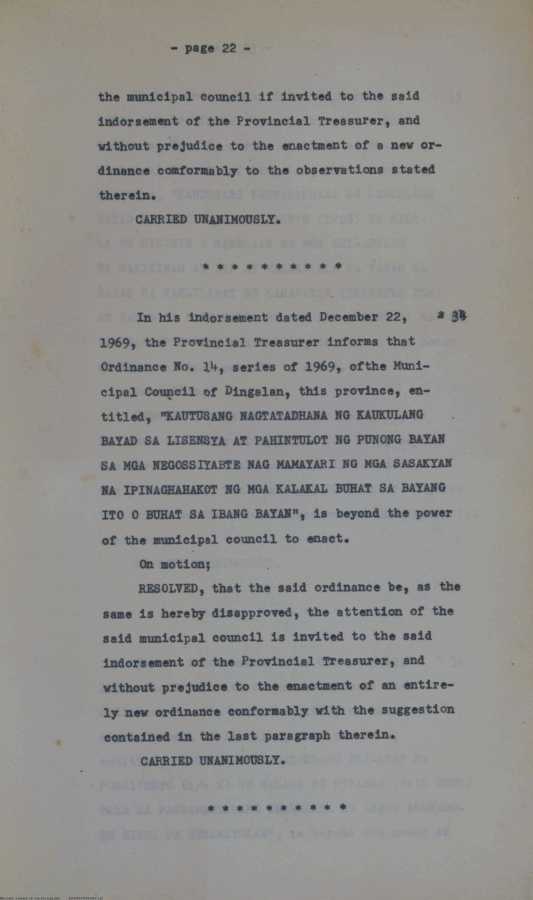 - page 22 -
the municipal council if invited to the said
indorsement of the Provincial Treasurer, and
without prejudice to the enactment of a new or-
dinance comformably to the observations stated
therein.
CARRIED UNANIMOUSLY.
* * * * * * * * * *
In his indorsement dated December 22,
1969, the Provincial Treasurer informs that
Ordinance No. 14, series of 1969, ofthe Muni-
cipal Council of Dingalan, this province, en-
titled, "KAUTUSANG NAGTATADHANA NG KAUKULANG
BAYAD SA LISENSYA AT PAHINTULOT NG PUNONG BAYAN
SA MGA NEGOSSIYABTE NAG MAMAYARI NG MGA SASAKYAN
NA IPINAGHAHAKOT NG MGA KALAKAL BUHAT SA BAYANG
ITO O BUHAT SA IBANG BAYAN", is beyond the power
of the municipal council to enact.
On motion;
RESOLVED, that the said ordinance be, as the
same is hereby disapproved, the attention of the
said municipal council is invited to the said
indorsement of the Provincial Treasurer, and
without prejudice to the enactment of an entire-
ly new ordinance conformably with the suggestion
contained in the last paragraph therein.
CARRIED UNANIMOUSLY.
* * * * * * * * * *